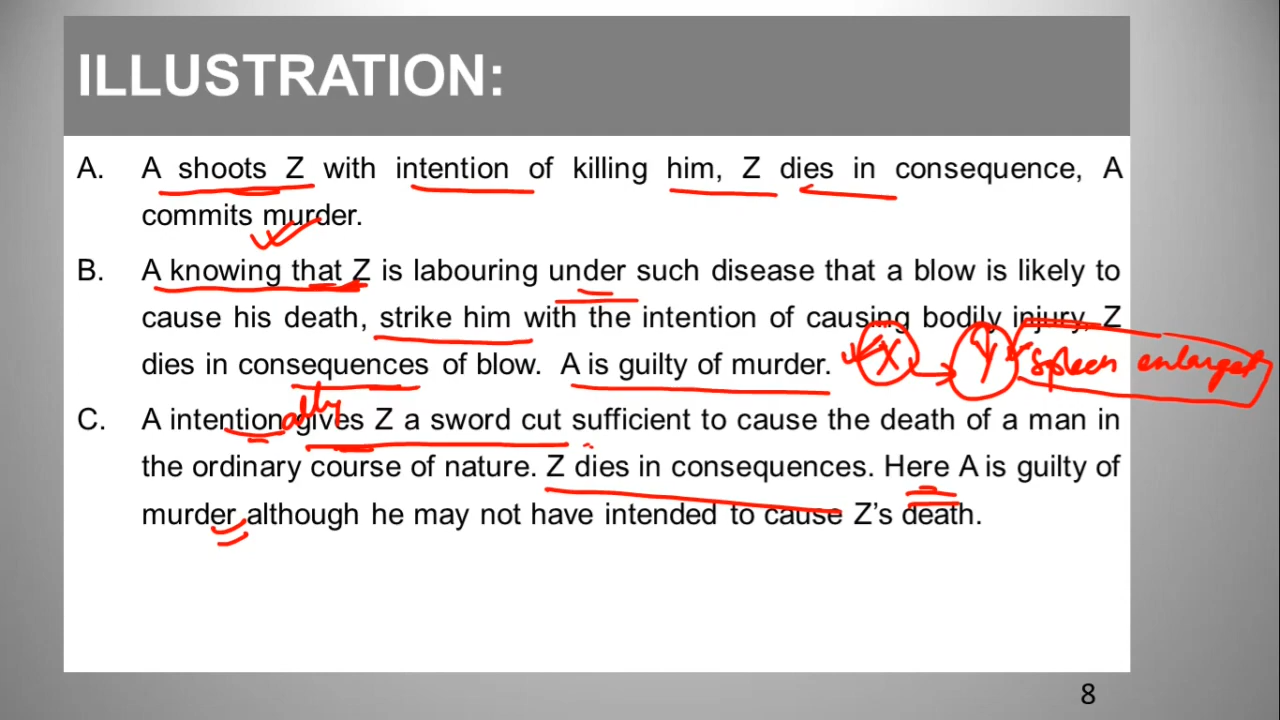 ILLUSTRATION:
A. A shoots Z with intention of killing him, Z dies in consequence, A
commits murder.
B. A knowing that Z is labouring under such disease that a blow is likely to
cause his death, strike him with the intention of causing bodily injury, Z
dies in consequences of blow. A is guilty of murder.
X Y Spleen enlarget
ally
C. A intention gives Z a sword cut sufficient to cause the death of a man in
the ordinary course of nature. Z dies in consequences. Here A is guilty of
murder although he may not have intended to cause Z's death.
8